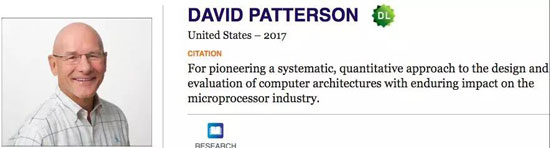 DAVID PATTERSON DL
United States – 2017
CITATION
For pioneering a systematic, quantitative approach to the design and
evaluation of computer architectures with enduring impact on the
microprocessor industry.
RESEARCH